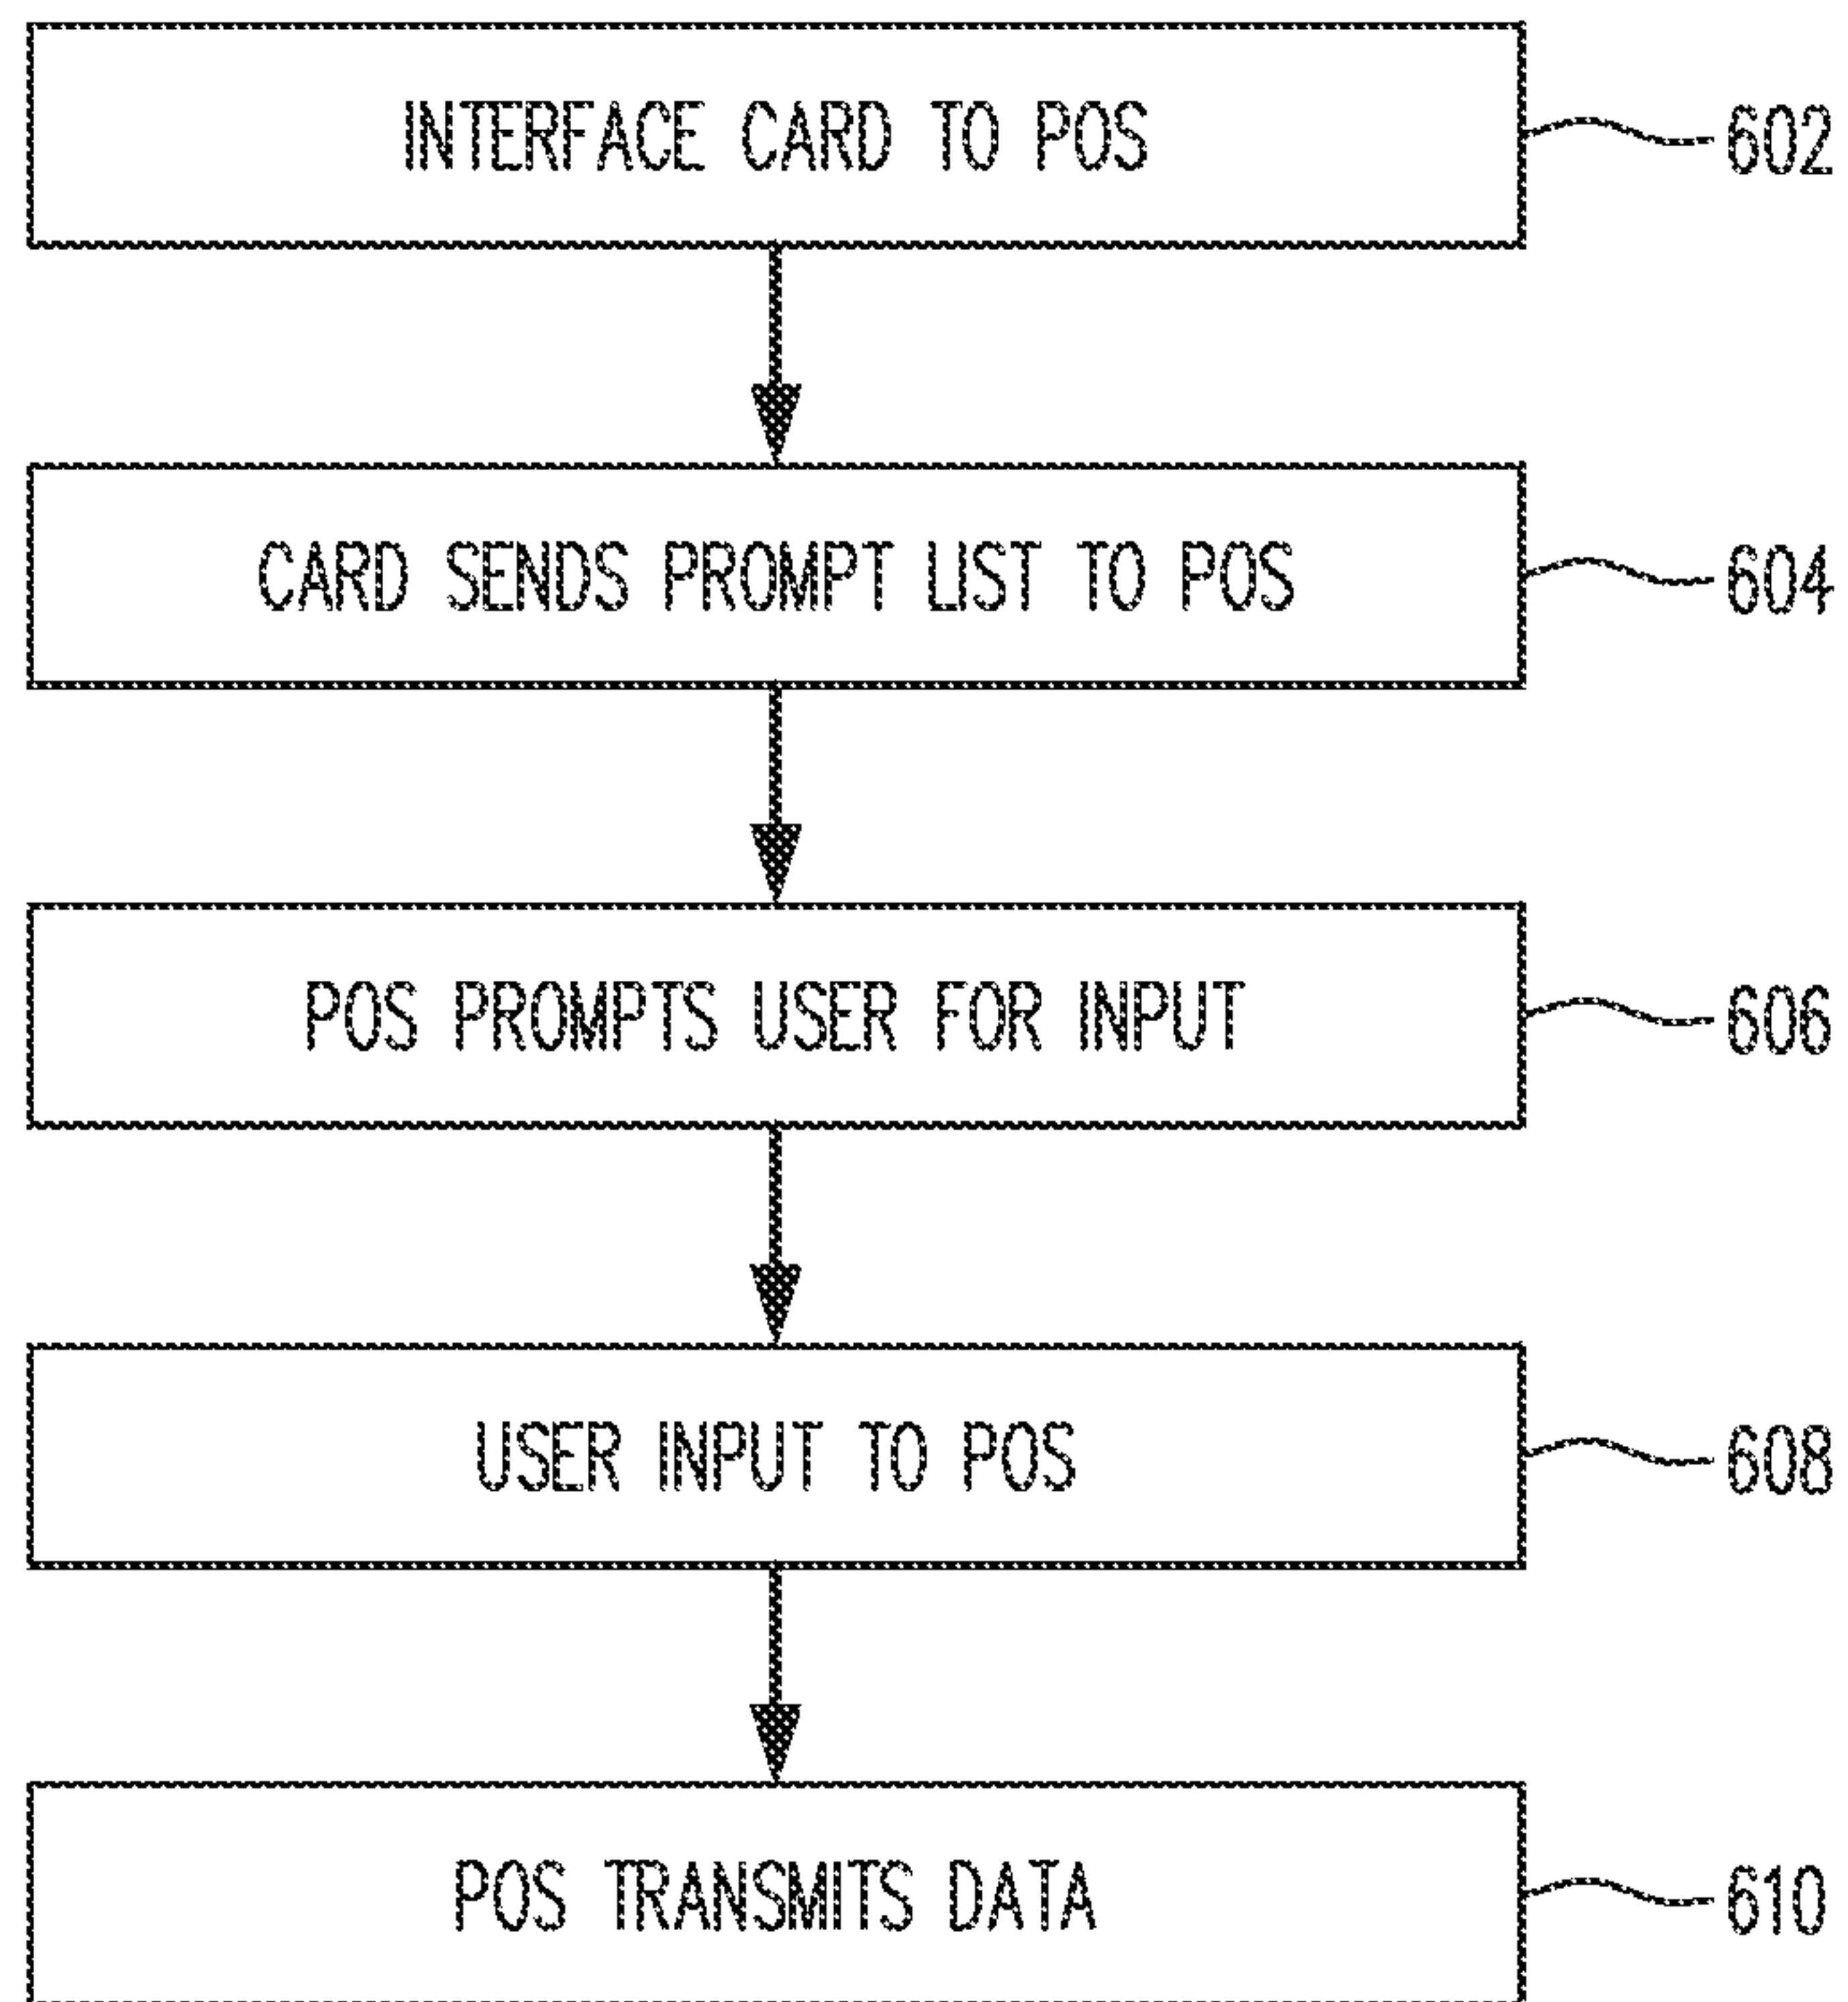 INTERFACE CARD TO POS 602
CARD SENDS PROMPT LIST TO POS 604
POS PROMPTS USER FOR INPUT 606
USER INPUT TO POS 608
POS TRANSMITS DATA 610